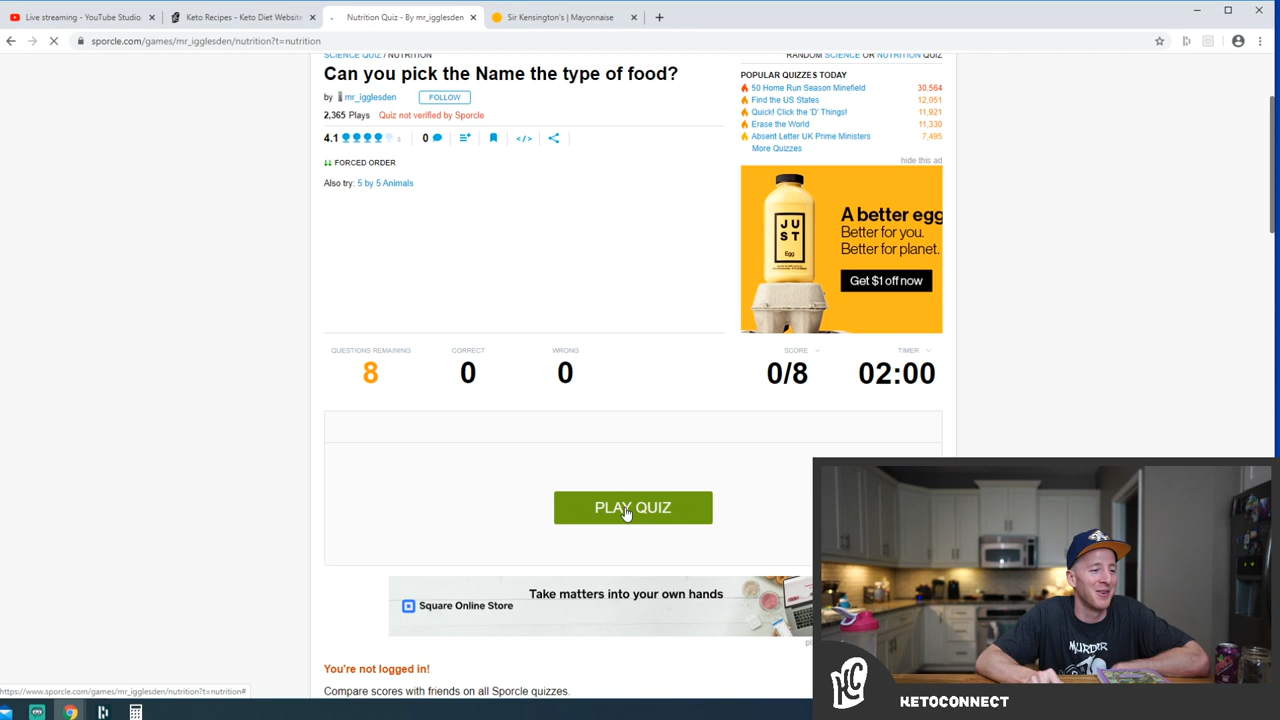 Live streaming - YouTube Studio
Keto Recipes - Keto Diet Website
Nutrition Quiz - By mr_igglesden
Sir Kensington's | Mayonnaise
sporcle.com/games/mr_igglesden/nutrition?t=nutrition
SCIENCE QUIZ / NUTRITION
RANDOM SCIENCE OR NUTRITION QUIZ
Can you pick the Name the type of food?
by mr_igglesden FOLLOW
2,365 Plays Quiz not verified by Sporcle
4.1
0
FORCED ORDER
Also try: 5 by 5 Animals
POPULAR QUIZZES TODAY
50 Home Run Season Minefield 30,564
Find the US States 12,051
Quick! Click the 'D' Things! 11,921
Erase the World 11,330
Absent Letter UK Prime Ministers 7,495
More Quizzes
hide this ad
JU
ST
Egg
A better egg
Better for you.
Better for planet.
Get $1 off now
QUESTIONS REMAINING CORRECT WRONG SCORE TIMER
8 0 0 0/8 02:00
PLAY QUIZ
Square Online Store
Take matters into your own hands
You're not logged in!
Compare scores with friends on all Sporcle quizzes.
https://www.sporcle.com/games/mr_igglesden/nutrition?t=nutrition#
MURDER
KC
KETOCONNECT